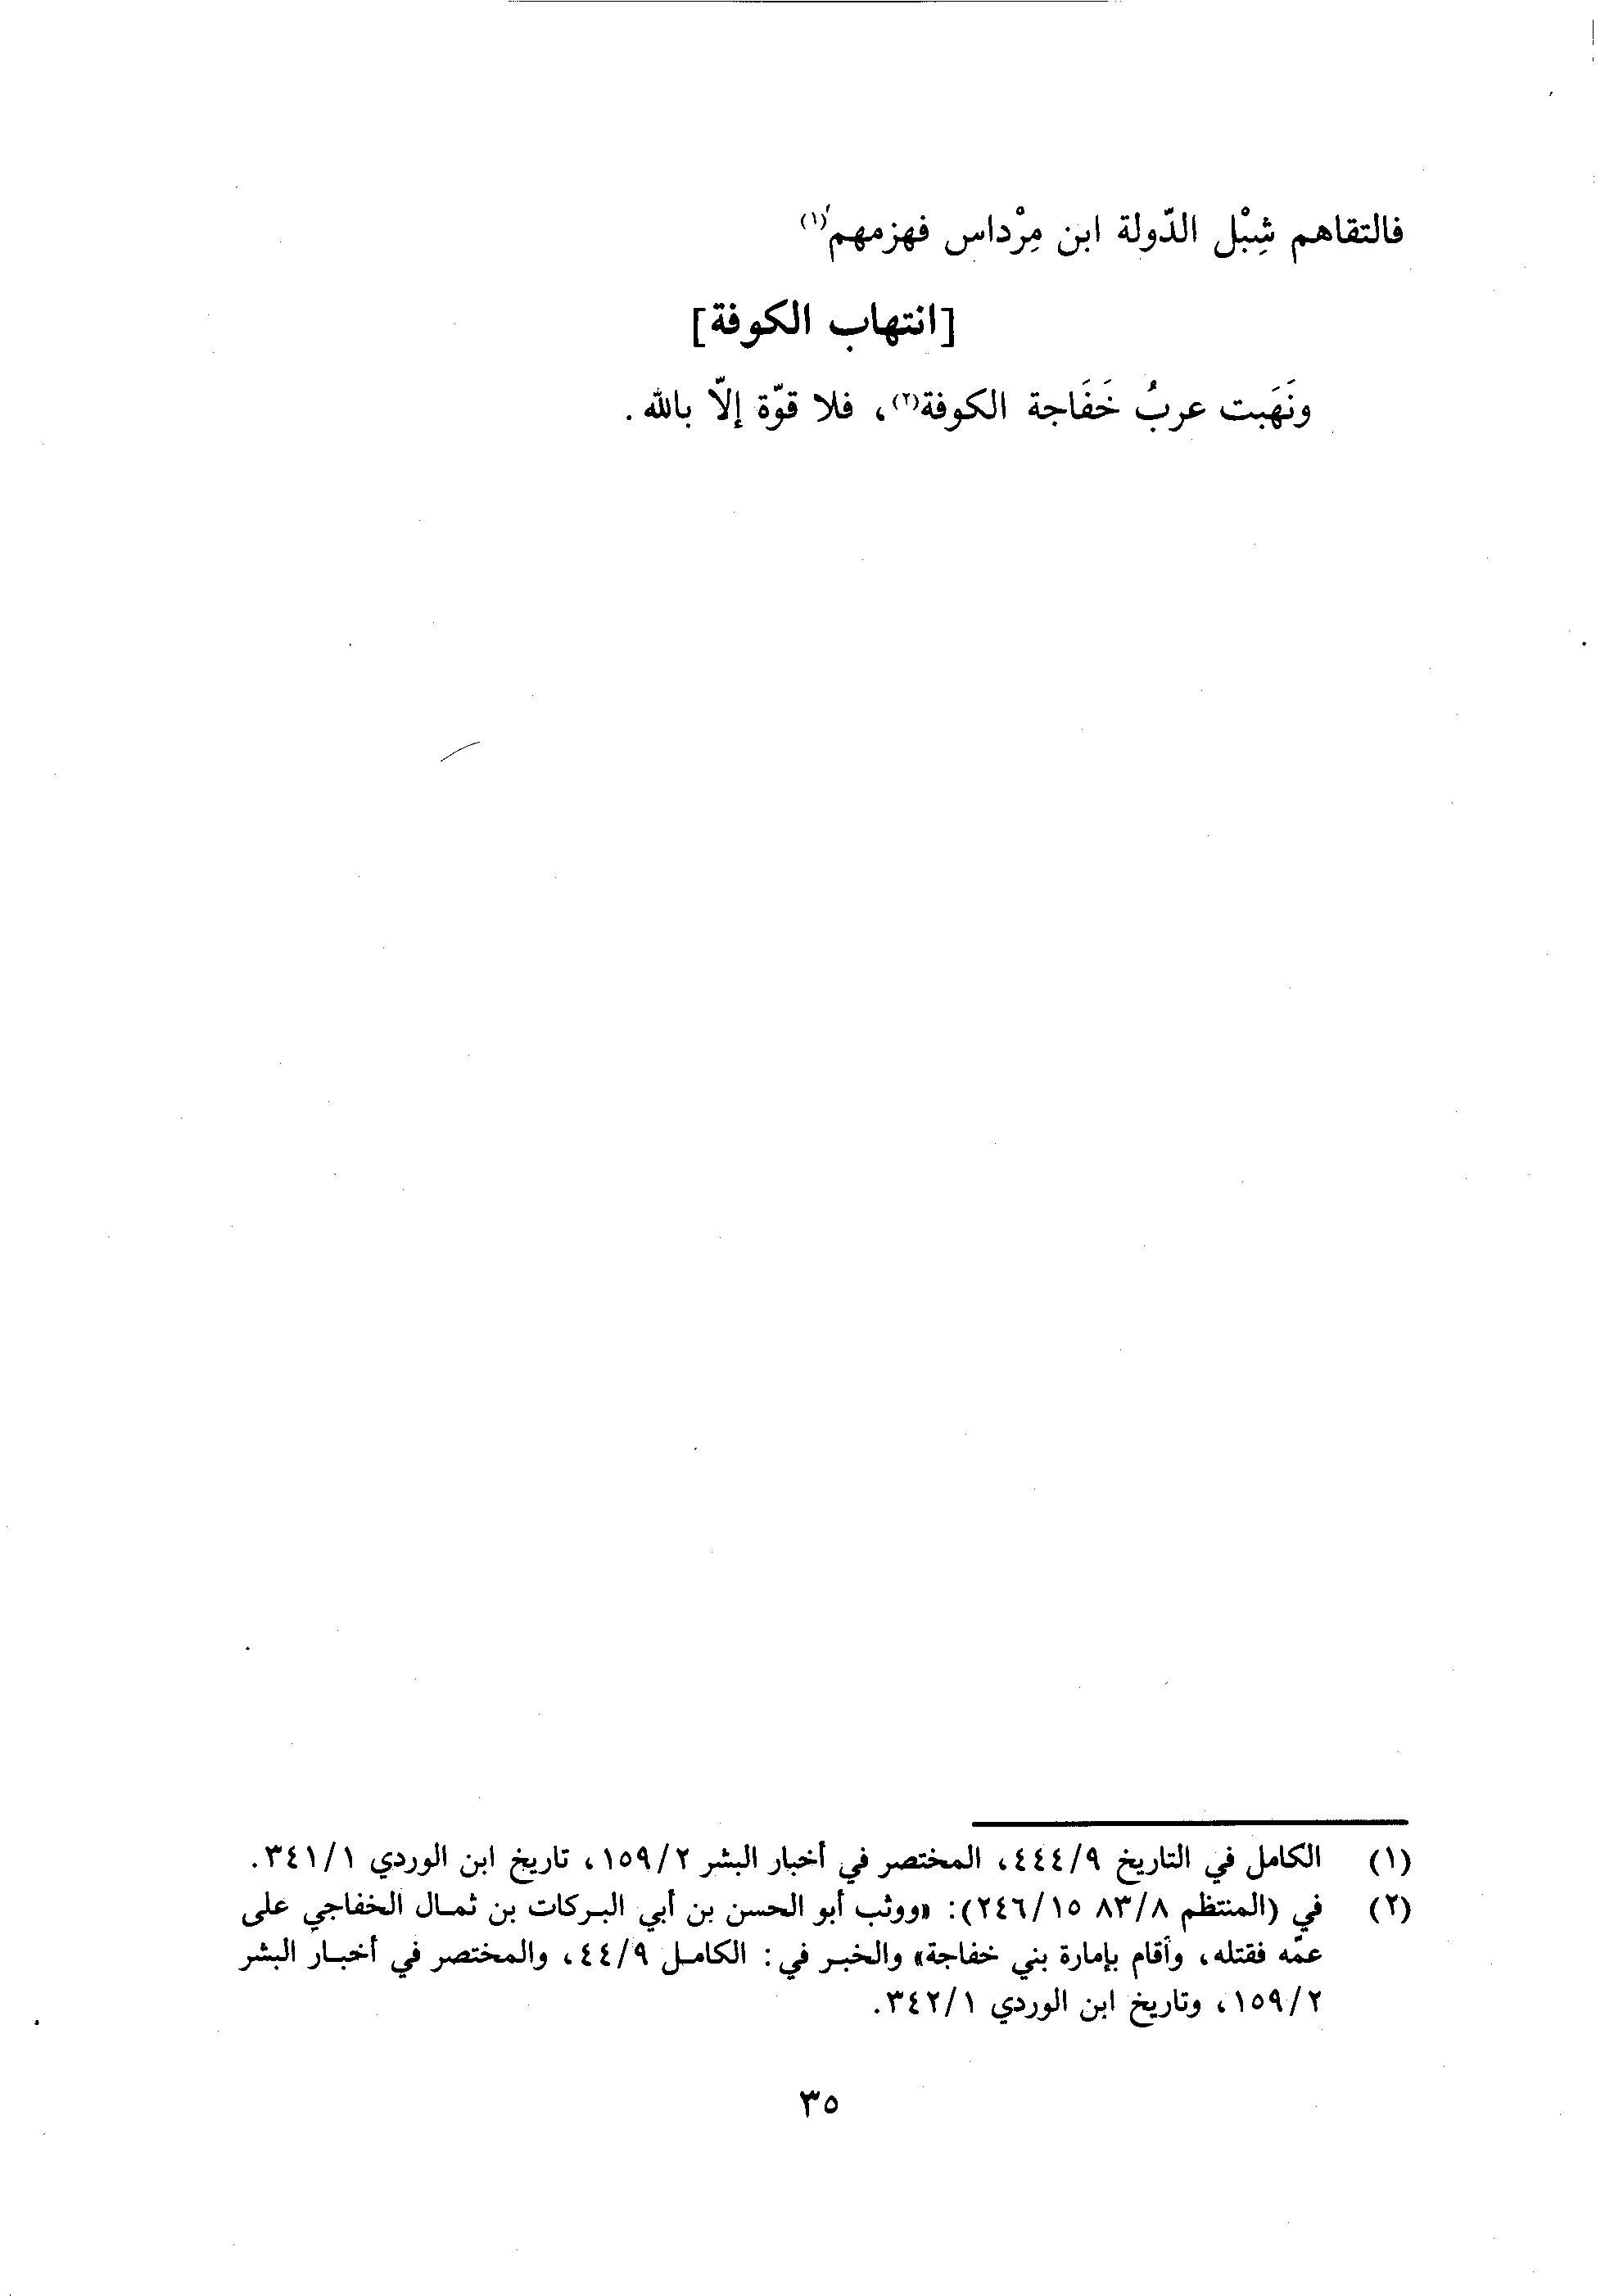 فالتقاهم شِبْل الدّولة ابن مِرْداس فهزمهم(١)
[انتهاب الكوفة]
ونَهَبت عربُ خَفَاجة الكوفة(٢)، فلا قوّة إلّا بالله.
(١) الكامل في التاريخ ٤٤٤/٩، المختصر في أخبار البشر ١٥٩/٢، تاريخ ابن الوردي ٣٤١/١.
(٢) في (المنتظم ٨٣/٨ ٢٤٦/١٥): «ووثب أبو الحسن بن أبي البركات بن ثمال الخفاجي على
عمّه فقتله، وأقام بإمارة بني خفاجة» والخبر في: الكامل ٤٤/٩، والمختصر في أخبار البشر
١٥٩/٢، وتاريخ ابن الوردي ٣٤٢/١.
٣٥